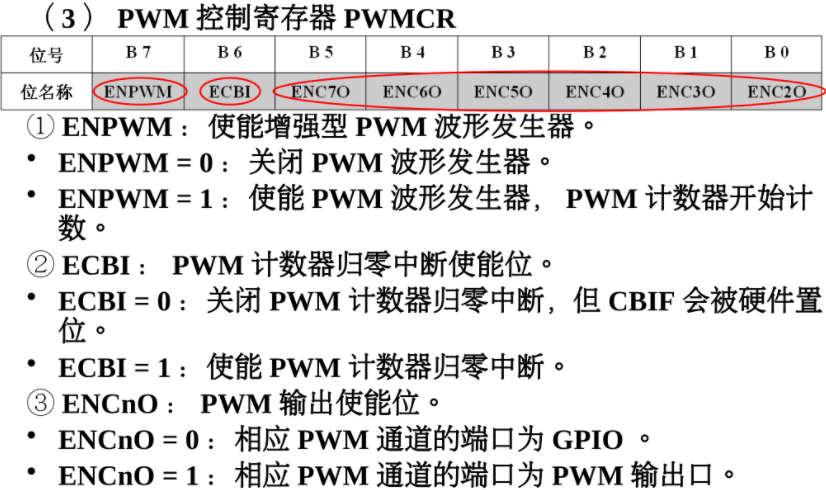 （3） PWM 控制寄存器 PWMCR
位号 B 7 B 6 B 5 B 4 B 3 B 2 B 1 B 0
位名称 ENPWM ECBI ENC7O ENC6O ENC5O ENC4O ENC3O ENC2O
① ENPWM：使能增强型 PWM 波形发生器。
• ENPWM = 0：关闭 PWM 波形发生器。
• ENPWM = 1：使能 PWM 波形发生器， PWM 计数器开始计
数。
② ECBI： PWM 计数器归零中断使能位。
• ECBI = 0：关闭 PWM 计数器归零中断，但 CBIF 会被硬件置
位。
• ECBI = 1：使能 PWM 计数器归零中断。
③ ENCnO： PWM 输出使能位。
• ENCnO = 0：相应 PWM 通道的端口为 GPIO 。
• ENCnO = 1：相应 PWM 通道的端口为 PWM 输出口。